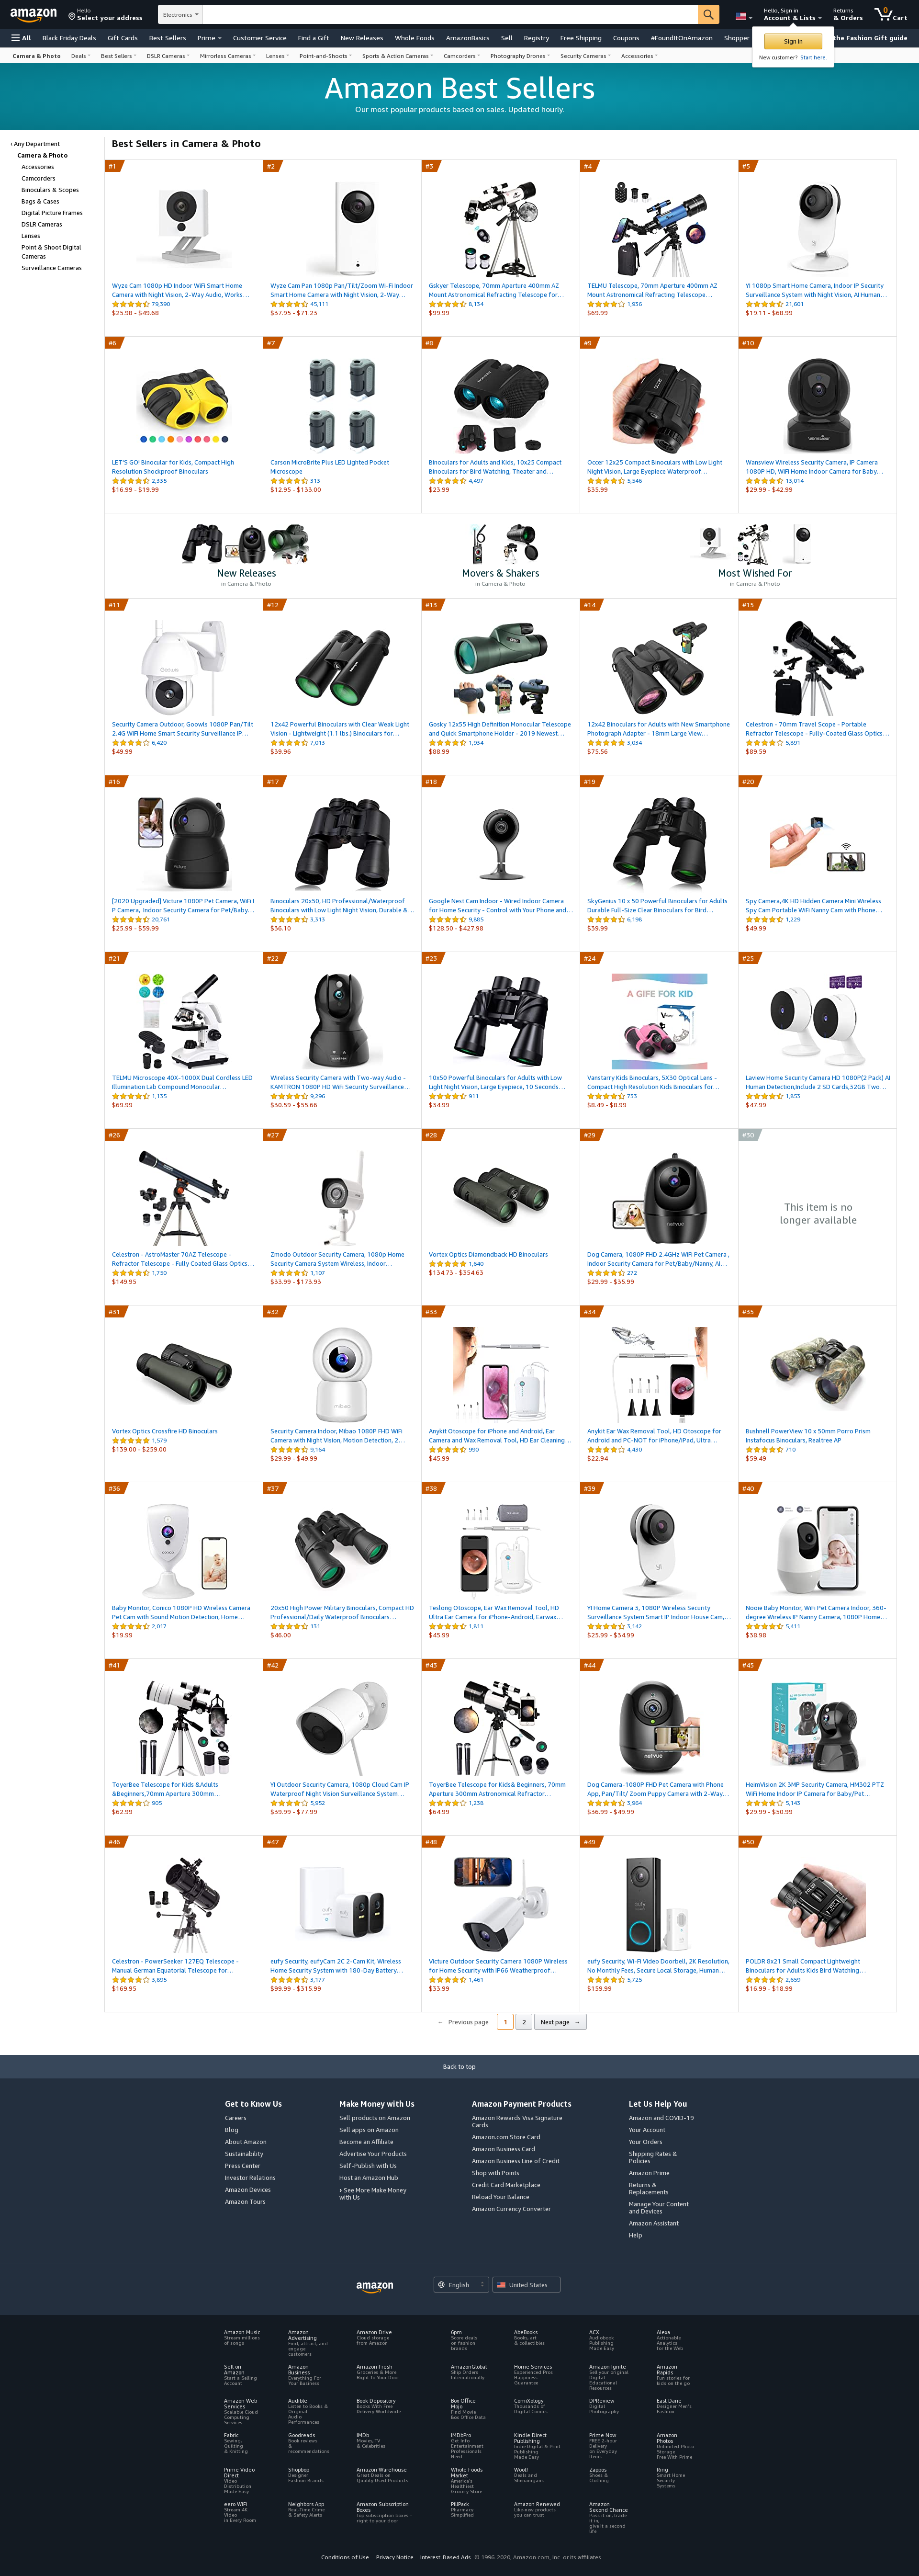 amazon
Hello
Select your address
Electronics
Hello, Sign in
Account & Lists
Returns
& Orders
0
Cart
All
Black Friday Deals
Gift Cards
Best Sellers
Prime
Customer Service
Find a Gift
New Releases
Whole Foods
AmazonBasics
Sell
Registry
Free Shipping
Coupons
#FoundItOnAmazon
Shopper
the Fashion Gift guide
Sign in
New customer? Start here.
Camera & Photo
Deals
Best Sellers
DSLR Cameras
Mirrorless Cameras
Lenses
Point-and-Shoots
Sports & Action Cameras
Camcorders
Photography Drones
Security Cameras
Accessories
Amazon Best Sellers
Our most popular products based on sales. Updated hourly.
‹ Any Department
Camera & Photo
Accessories
Camcorders
Binoculars & Scopes
Bags & Cases
Digital Picture Frames
DSLR Cameras
Lenses
Point & Shoot Digital
Cameras
Surveillance Cameras
Best Sellers in Camera & Photo
#1
Wyze Cam 1080p HD Indoor WiFi Smart Home
Camera with Night Vision, 2-Way Audio, Works…
79,390
$25.98 - $49.68
#2
Wyze Cam Pan 1080p Pan/Tilt/Zoom Wi-Fi Indoor
Smart Home Camera with Night Vision, 2-Way…
45,111
$37.95 - $71.23
#3
Gskyer Telescope, 70mm Aperture 400mm AZ
Mount Astronomical Refracting Telescope for…
8,134
$99.99
#4
TELMU Telescope, 70mm Aperture 400mm AZ
Mount Astronomical Refracting Telescope…
1,936
$69.99
#5
YI 1080p Smart Home Camera, Indoor IP Security
Surveillance System with Night Vision, AI Human…
21,601
$19.11 - $68.99
#6
LET'S GO! Binocular for Kids, Compact High
Resolution Shockproof Binoculars
2,335
$16.99 - $19.99
#7
Carson MicroBrite Plus LED Lighted Pocket
Microscope
313
$12.95 - $133.00
#8
Binoculars for Adults and Kids, 10x25 Compact
Binoculars for Bird Watching, Theater and…
4,497
$23.99
#9
Occer 12x25 Compact Binoculars with Low Light
Night Vision, Large Eyepiece Waterproof…
5,546
$35.99
#10
Wansview Wireless Security Camera, IP Camera
1080P HD, WiFi Home Indoor Camera for Baby…
13,014
$29.99 - $42.99
New Releases
in Camera & Photo
Movers & Shakers
in Camera & Photo
Most Wished For
in Camera & Photo
#11
Security Camera Outdoor, Goowls 1080P Pan/Tilt
2.4G WiFi Home Smart Security Surveillance IP…
6,420
$49.99
#12
12x42 Powerful Binoculars with Clear Weak Light
Vision - Lightweight (1.1 lbs.) Binoculars for…
7,013
$39.96
#13
Gosky 12x55 High Definition Monocular Telescope
and Quick Smartphone Holder - 2019 Newest…
1,934
$88.99
#14
12x42 Binoculars for Adults with New Smartphone
Photograph Adapter - 18mm Large View…
3,034
$75.56
#15
Celestron - 70mm Travel Scope - Portable
Refractor Telescope - Fully-Coated Glass Optics…
5,891
$89.59
#16
[2020 Upgraded] Victure 1080P Pet Camera, WiFi I
P Camera, Indoor Security Camera for Pet/Baby…
20,761
$25.99 - $59.99
#17
Binoculars 20x50, HD Professional/Waterproof
Binoculars with Low Light Night Vision, Durable &…
3,313
$36.10
#18
Google Nest Cam Indoor - Wired Indoor Camera
for Home Security - Control with Your Phone and…
9,885
$128.50 - $427.98
#19
SkyGenius 10 x 50 Powerful Binoculars for Adults
Durable Full-Size Clear Binoculars for Bird…
6,198
$39.99
#20
Spy Camera,4K HD Hidden Camera Mini Wireless
Spy Cam Portable WiFi Nanny Cam with Phone…
1,229
$49.99
#21
TELMU Microscope 40X-1000X Dual Cordless LED
Illumination Lab Compound Monocular…
1,135
$69.99
#22
Wireless Security Camera with Two-way Audio -
KAMTRON 1080P HD WiFi Security Surveillance…
9,296
$30.59 - $55.66
#23
10x50 Powerful Binoculars for Adults with Low
Light Night Vision, Large Eyepiece, 10 Seconds…
911
$34.99
#24
A GIFE FOR KID
Vanstarry Kids Binoculars, 5X30 Optical Lens -
Compact High Resolution Kids Binoculars for…
733
$8.49 - $8.99
#25
Laview Home Security Camera HD 1080P(2 Pack) AI
Human Detection,Include 2 SD Cards,32GB Two…
1,853
$47.99
#26
Celestron - AstroMaster 70AZ Telescope -
Refractor Telescope - Fully Coated Glass Optics…
1,750
$149.95
#27
Zmodo Outdoor Security Camera, 1080p Home
Security Camera System Wireless, Indoor…
1,107
$33.99 - $173.93
#28
Vortex Optics Diamondback HD Binoculars
1,640
$134.73 - $354.63
#29
netvue
Dog Camera, 1080P FHD 2.4GHz WiFi Pet Camera ,
Indoor Security Camera for Pet/Baby/Nanny, AI…
272
$29.99 - $35.99
#30
This item is no
longer available
#31
Vortex Optics Crossfire HD Binoculars
1,579
$139.00 - $259.00
#32
Security Camera Indoor, Mibao 1080P FHD WiFi
Camera with Night Vision, Motion Detection, 2…
9,164
$29.99 - $49.99
#33
Anykit Otoscope for iPhone and Android, Ear
Camera and Wax Removal Tool, HD Ear Cleaning…
990
$45.99
#34
Anykit Ear Wax Removal Tool, HD Otoscope for
Android and PC-NOT for iPhone/iPad, Ultra…
4,430
$22.94
#35
Bushnell PowerView 10 x 50mm Porro Prism
Instafocus Binoculars, Realtree AP
710
$59.49
#36
Baby Monitor, Conico 1080P HD Wireless Camera
Pet Cam with Sound Motion Detection, Home…
2,017
$19.99
#37
20x50 High Power Military Binoculars, Compact HD
Professional/Daily Waterproof Binoculars…
131
$46.00
#38
Teslong Otoscope, Ear Wax Removal Tool, HD
Ultra Ear Camera for iPhone-Android, Earwax…
1,811
$45.99
#39
YI Home Camera 3, 1080P Wireless Security
Surveillance System Smart IP Indoor House Cam,…
3,142
$25.99 - $34.99
#40
Nooie Baby Monitor, WiFi Pet Camera Indoor, 360-
degree Wireless IP Nanny Camera, 1080P Home…
5,411
$38.98
#41
ToyerBee Telescope for Kids &Adults
&Beginners,70mm Aperture 300mm…
905
$62.99
#42
YI Outdoor Security Camera, 1080p Cloud Cam IP
Waterproof Night Vision Surveillance System…
5,952
$39.99 - $77.99
#43
ToyerBee Telescope for Kids& Beginners, 70mm
Aperture 300mm Astronomical Refractor…
1,238
$64.99
#44
netvue
Dog Camera-1080P FHD Pet Camera with Phone
App, Pan/Tilt/ Zoom Puppy Camera with 2-Way…
3,964
$36.99 - $49.99
#45
HeimVision 2K 3MP Security Camera, HM302 PTZ
WiFi Home Indoor IP Camera for Baby/Pet…
5,143
$29.99 - $50.99
#46
Celestron - PowerSeeker 127EQ Telescope -
Manual German Equatorial Telescope for…
3,895
$169.95
#47
eufy Security, eufyCam 2C 2-Cam Kit, Wireless
Home Security System with 180-Day Battery…
3,177
$99.99 - $315.99
#48
Victure Outdoor Security Camera 1080P Wireless
for Home Security with IP66 Weatherproof…
1,461
$33.99
#49
eufy Security, Wi-Fi Video Doorbell, 2K Resolution,
No Monthly Fees, Secure Local Storage, Human…
5,725
$159.99
#50
POLDR 8x21 Small Compact Lightweight
Binoculars for Adults Kids Bird Watching…
2,659
$16.99 - $18.99
← Previous page
1
2
Next page →
Back to top
Get to Know Us
Careers
Blog
About Amazon
Sustainability
Press Center
Investor Relations
Amazon Devices
Amazon Tours
Make Money with Us
Sell products on Amazon
Sell apps on Amazon
Become an Affiliate
Advertise Your Products
Self-Publish with Us
Host an Amazon Hub
› See More Make Money
with Us
Amazon Payment Products
Amazon Rewards Visa Signature
Cards
Amazon.com Store Card
Amazon Business Card
Amazon Business Line of Credit
Shop with Points
Credit Card Marketplace
Reload Your Balance
Amazon Currency Converter
Let Us Help You
Amazon and COVID-19
Your Account
Your Orders
Shipping Rates &
Policies
Amazon Prime
Returns &
Replacements
Manage Your Content
and Devices
Amazon Assistant
Help
amazon
English
United States
Amazon Music
Stream millions
of songs
Amazon
Advertising
Find, attract, and
engage
customers
Amazon Drive
Cloud storage
from Amazon
6pm
Score deals
on fashion
brands
AbeBooks
Books, art
& collectibles
ACX
Audiobook
Publishing
Made Easy
Alexa
Actionable
Analytics
for the Web
Sell on
Amazon
Start a Selling
Account
Amazon
Business
Everything For
Your Business
Amazon Fresh
Groceries & More
Right To Your Door
AmazonGlobal
Ship Orders
Internationally
Home Services
Experienced Pros
Happiness
Guarantee
Amazon Ignite
Sell your original
Digital
Educational
Resources
Amazon
Rapids
Fun stories for
kids on the go
Amazon Web
Services
Scalable Cloud
Computing
Services
Audible
Listen to Books &
Original
Audio
Performances
Book Depository
Books With Free
Delivery Worldwide
Box Office
Mojo
Find Movie
Box Office Data
ComiXology
Thousands of
Digital Comics
DPReview
Digital
Photography
East Dane
Designer Men's
Fashion
Fabric
Sewing,
Quilting
& Knitting
Goodreads
Book reviews
&
recommendations
IMDb
Movies, TV
& Celebrities
IMDbPro
Get Info
Entertainment
Professionals
Need
Kindle Direct
Publishing
Indie Digital & Print
Publishing
Made Easy
Prime Now
FREE 2-hour
Delivery
on Everyday
Items
Amazon
Photos
Unlimited Photo
Storage
Free With Prime
Prime Video
Direct
Video
Distribution
Made Easy
Shopbop
Designer
Fashion Brands
Amazon Warehouse
Great Deals on
Quality Used Products
Whole Foods
Market
America's
Healthiest
Grocery Store
Woot!
Deals and
Shenanigans
Zappos
Shoes &
Clothing
Ring
Smart Home
Security
Systems
eero WiFi
Stream 4K
Video
in Every Room
Neighbors App
Real-Time Crime
& Safety Alerts
Amazon Subscription
Boxes
Top subscription boxes –
right to your door
PillPack
Pharmacy
Simplified
Amazon Renewed
Like-new products
you can trust
Amazon
Second Chance
Pass it on, trade
it in,
give it a second
life
Conditions of Use
Privacy Notice
Interest-Based Ads
© 1996-2020, Amazon.com, Inc. or its affiliates